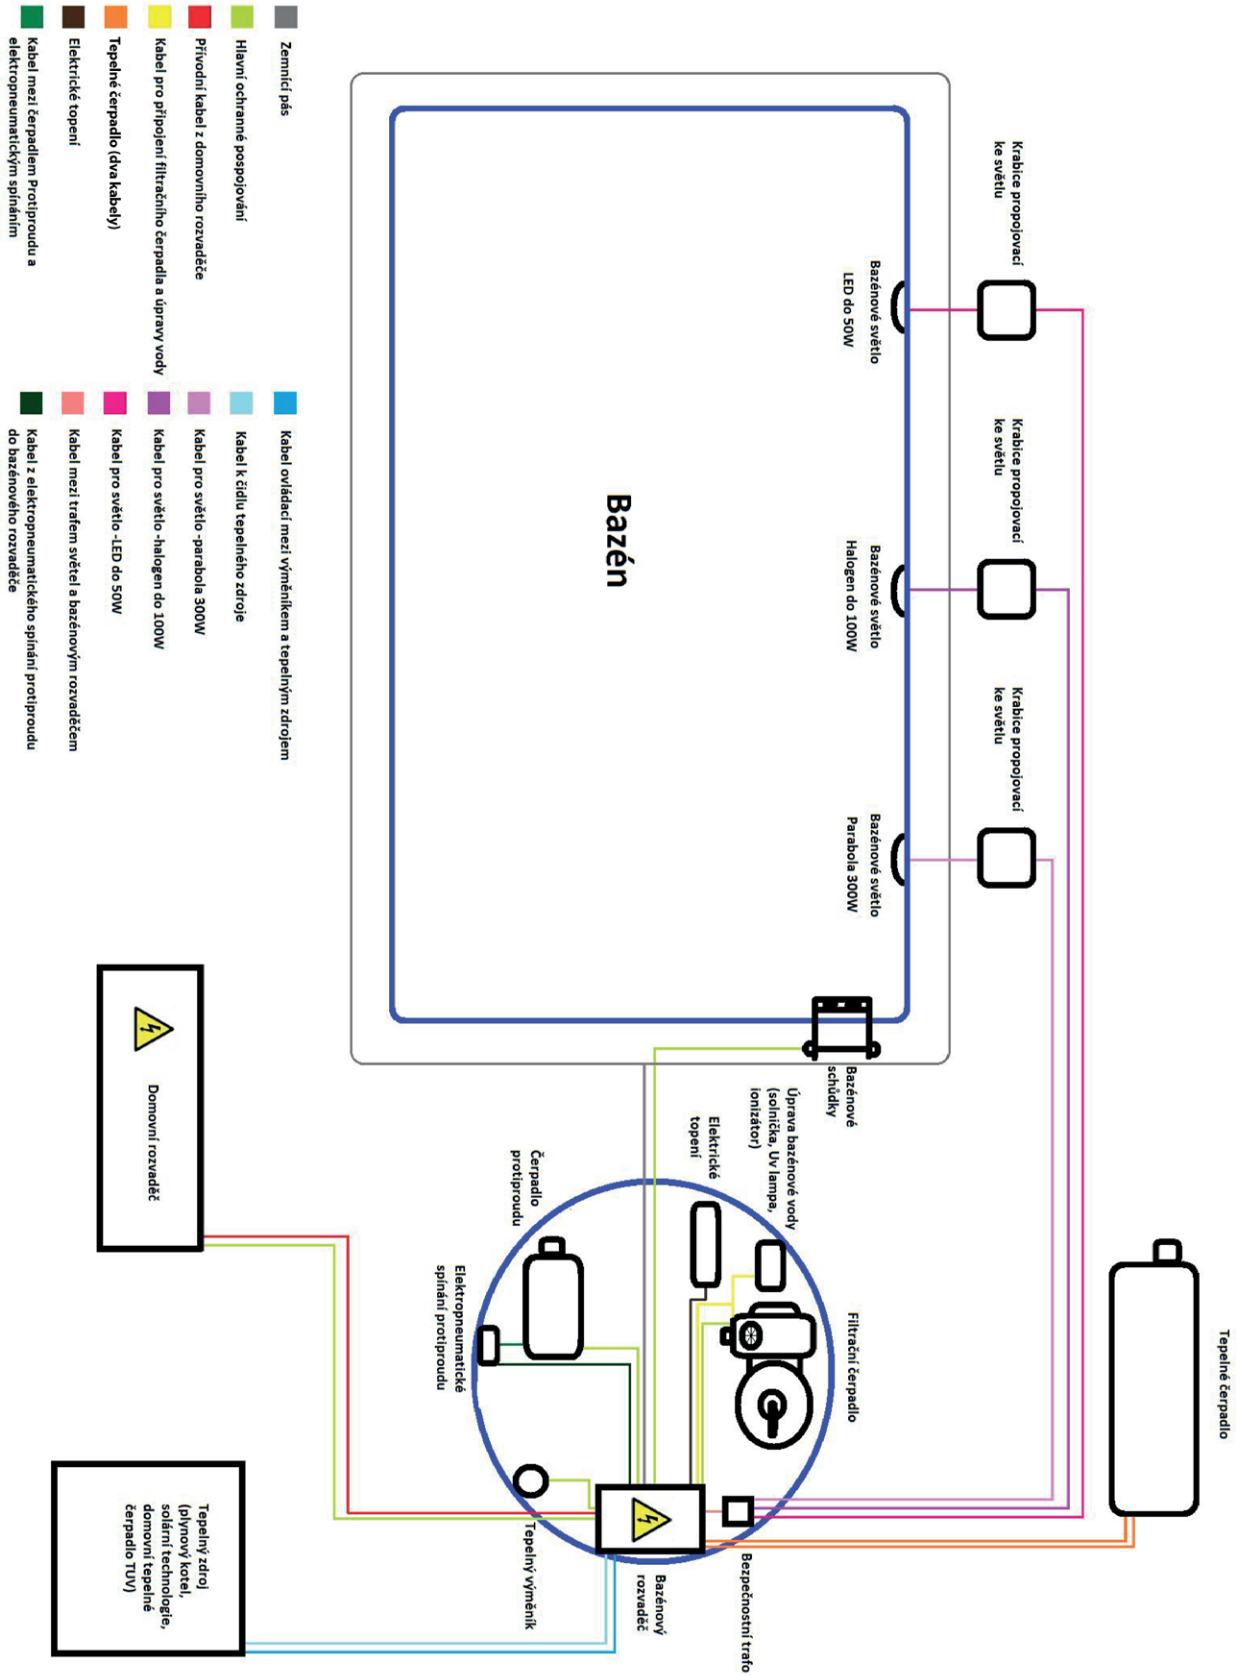 Tepelné čerpadlo
Krabice propojovací
ke světlu
Krabice propojovací
ke světlu
Krabice propojovací
ke světlu
Bazénové světlo
LED do 50W
Bazénové světlo
Halogen do 100W
Bazénové světlo
Parabola 300W
Bazénové
schůdky
Bazén
Filtrační čerpadlo
Úprava bazénové vody
(solnička, Uv lampa,
ionizátor)
Elektrické
topení
Bezpečnostní trafo
Bazénový
rozvaděč
Čerpadlo
protiproudu
Tepelný výměník
Elektropneumatické
spínání protiproudu
Domovní rozvaděč
Tepelný zdroj
(plynový kotel,
solární technologie,
domovní tepelné
čerpadlo TUV)
Zemnící pás
Hlavní ochranné pospojování
Přívodní kabel z domovního rozvaděče
Kabel pro připojení filtračního čerpadla a úpravy vody
Tepelné čerpadlo (dva kabely)
Elektrické topení
Kabel mezi čerpadlem Protiproudu a
elektropneumatickým spínáním
Kabel ovládací mezi výměníkem a tepelným zdrojem
Kabel k čidlu tepelného zdroje
Kabel pro světlo -parabola 300W
Kabel pro světlo -halogen do 100W
Kabel pro světlo -LED do 50W
Kabel mezi trafem světel a bazénovým rozvaděčem
Kabel z elektropneumatického spínání protiproudu
do bazénového rozvaděče